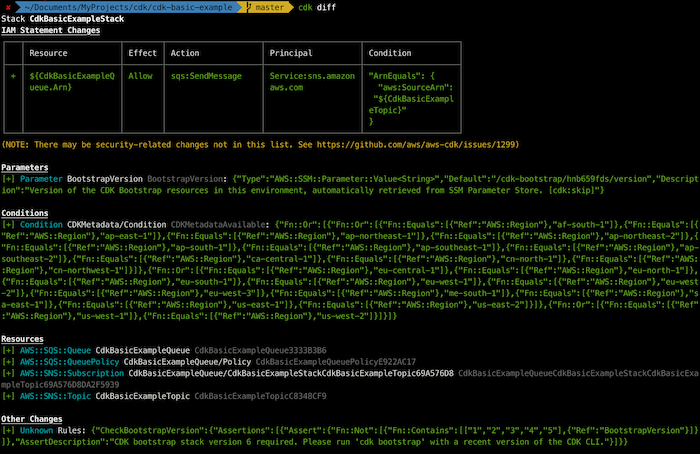 ✘ ~/Documents/MyProjects/cdk/cdk-basic-example master cdk diff
Stack CdkBasicExampleStack
IAM Statement Changes
Resource Effect Action Principal Condition
+ ${CdkBasicExampleQ Allow sqs:SendMessage Service:sns.amazon "ArnEquals": {
ueue.Arn} aws.com "aws:SourceArn":
"${CdkBasicExampl
eTopic}"
}
(NOTE: There may be security-related changes not in this list. See https://github.com/aws/aws-cdk/issues/1299)
Parameters
[+] Parameter BootstrapVersion BootstrapVersion: {"Type":"AWS::SSM::Parameter::Value<String>","Default":"/cdk-bootstrap/hnb659fds/version","Descript
ion":"Version of the CDK Bootstrap resources in this environment, automatically retrieved from SSM Parameter Store. [cdk:skip]"}
Conditions
[+] Condition CDKMetadata/Condition CDKMetadataAvailable: {"Fn::Or":[{"Fn::Or":[{"Fn::Equals":[{"Ref":"AWS::Region"},"af-south-1"]},{"Fn::Equals":[{
"Ref":"AWS::Region"},"ap-east-1"]},{"Fn::Equals":[{"Ref":"AWS::Region"},"ap-northeast-1"]},{"Fn::Equals":[{"Ref":"AWS::Region"},"ap-northeast-2"]},{
"Fn::Equals":[{"Ref":"AWS::Region"},"ap-south-1"]},{"Fn::Equals":[{"Ref":"AWS::Region"},"ap-southeast-1"]},{"Fn::Equals":[{"Ref":"AWS::Region"},"ap-
southeast-2"]},{"Fn::Equals":[{"Ref":"AWS::Region"},"ca-central-1"]},{"Fn::Equals":[{"Ref":"AWS::Region"},"cn-north-1"]},{"Fn::Equals":[{"Ref":"AWS:
:Region"},"cn-northwest-1"]}]},{"Fn::Or":[{"Fn::Equals":[{"Ref":"AWS::Region"},"eu-central-1"]},{"Fn::Equals":[{"Ref":"AWS::Region"},"eu-north-1"]},
{"Fn::Equals":[{"Ref":"AWS::Region"},"eu-south-1"]},{"Fn::Equals":[{"Ref":"AWS::Region"},"eu-west-1"]},{"Fn::Equals":[{"Ref":"AWS::Region"},"eu-west
-2"]},{"Fn::Equals":[{"Ref":"AWS::Region"},"eu-west-3"]},{"Fn::Equals":[{"Ref":"AWS::Region"},"me-south-1"]},{"Fn::Equals":[{"Ref":"AWS::Region"},"s
a-east-1"]},{"Fn::Equals":[{"Ref":"AWS::Region"},"us-east-1"]},{"Fn::Equals":[{"Ref":"AWS::Region"},"us-east-2"]}]},{"Fn::Or":[{"Fn::Equals":[{"Ref"
:"AWS::Region"},"us-west-1"]},{"Fn::Equals":[{"Ref":"AWS::Region"},"us-west-2"]}]}]}
Resources
[+] AWS::SQS::Queue CdkBasicExampleQueue CdkBasicExampleQueue3333B3B6
[+] AWS::SQS::QueuePolicy CdkBasicExampleQueue/Policy CdkBasicExampleQueuePolicyE922AC17
[+] AWS::SNS::Subscription CdkBasicExampleQueue/CdkBasicExampleStackCdkBasicExampleTopic69A576D8 CdkBasicExampleQueueCdkBasicExampleStackCdkBasicExa
mpleTopic69A576D8DA2F5939
[+] AWS::SNS::Topic CdkBasicExampleTopic CdkBasicExampleTopicC834BCF9
Other Changes
[+] Unknown Rules: {"CheckBootstrapVersion":{"Assertions":[{"Assert":{"Fn::Not":[{"Fn::Contains":[["1","2","3","4","5"],{"Ref":"BootstrapVersion"}]}
]},"AssertDescription":"CDK bootstrap stack version 6 required. Please run 'cdk bootstrap' with a recent version of the CDK CLI."}]}}